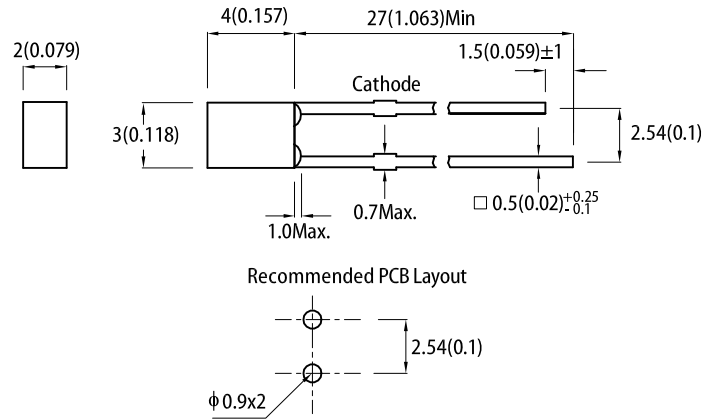 4(0.157)
27(1.063)Min
2(0.079)
1.5(0.059)±1
Cathode
3(0.118)
2.54(0.1)
□ 0.5(0.02)+0.25 -0.1
0.7Max.
1.0Max.
Recommended PCB Layout
2.54(0.1)
ϕ0.9x2